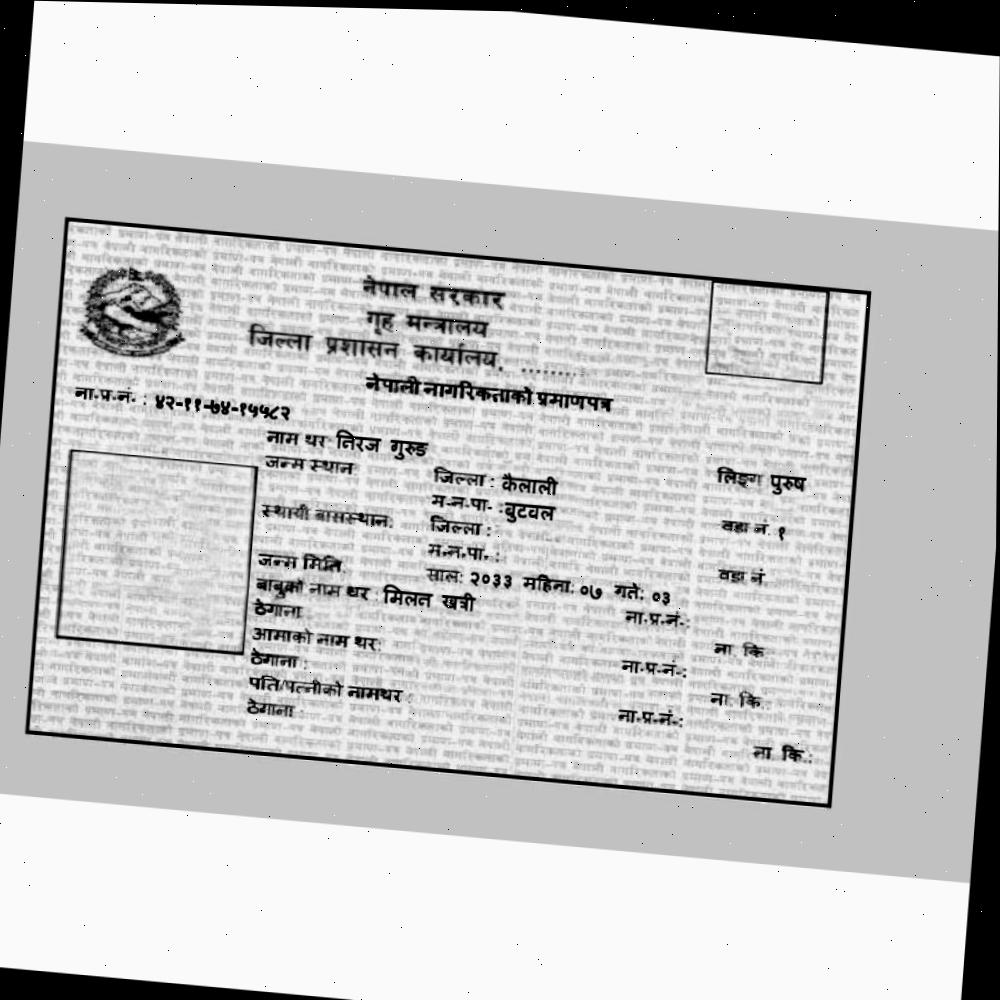 नेपाल सरकार
गृह मन्त्रालय
जिल्ला प्रशासन कार्यालय, ........
नेपाली नागरिकताको प्रमाणपत्र
ना.प्र.नं. : ४२-११-७४-१५५८२
नाम थर: निरज गुरुङ लिङ्ग पुरुष
जन्म स्थान: जिल्ला : कैलाली
म.न.पा. : बुटवल वडा नं. १
स्थायी बासस्थान: जिल्ला :
म.न.पा. : वडा नं.
जन्म मिति: साल: २०३३ महिना: ०७ गते: ०३
बाबुको नाम थर : मिलन खत्री ना.प्र.नं.:
ठेगाना: ना. कि.:
आमाको नाम थर: ना.प्र.नं.:
ठेगाना : ना. कि.:
पति/पत्नीको नामथर : ना.प्र.नं.:
ठेगाना : ना. कि.: